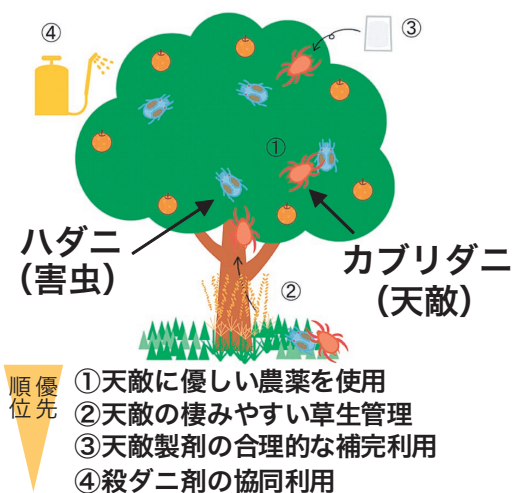 ④
③
①
ハダニ
（害虫）
カブリダニ
（天敵）
②
優先
順位
①天敵に優しい農薬を使用
②天敵の棲みやすい草生管理
③天敵製剤の合理的な補完利用
④殺ダニ剤の協同利用